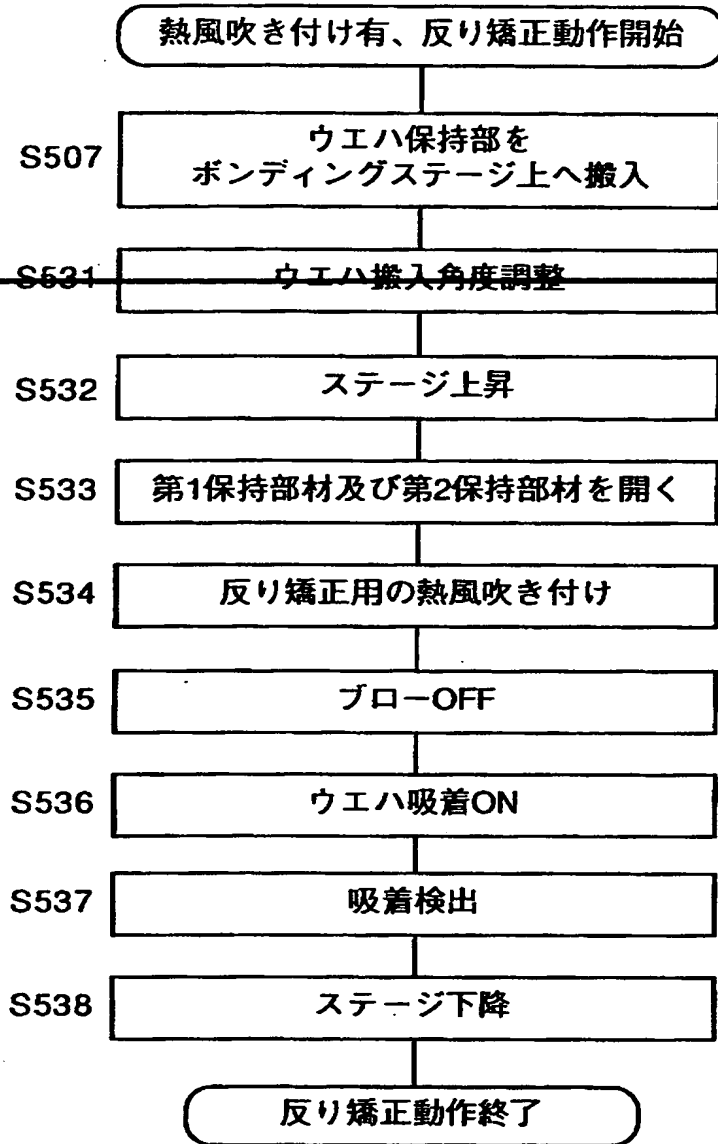 熱風吹き付け有、反り矯正動作開始
S507
ウエハ保持部を
ボンディングステージ上へ搬入
S531
ウエハ搬入角度調整
S532
ステージ上昇
S533
第1保持部材及び第2保持部材を開く
S534
反り矯正用の熱風吹き付け
S535
ブローOFF
S536
ウエハ吸着ON
S537
吸着検出
S538
ステージ下降
反り矯正動作終了